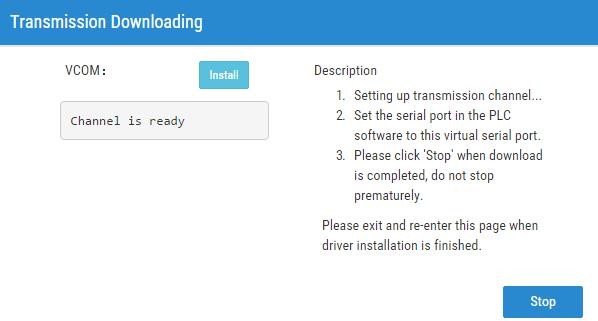 Transmission Downloading
VCOM： Install
Channel is ready
Description
1. Setting up transmission channel...
2. Set the serial port in the PLC
software to this virtual serial port.
3. Please click 'Stop' when download
is completed, do not stop
prematurely.
Please exit and re-enter this page when
driver installation is finished.
Stop